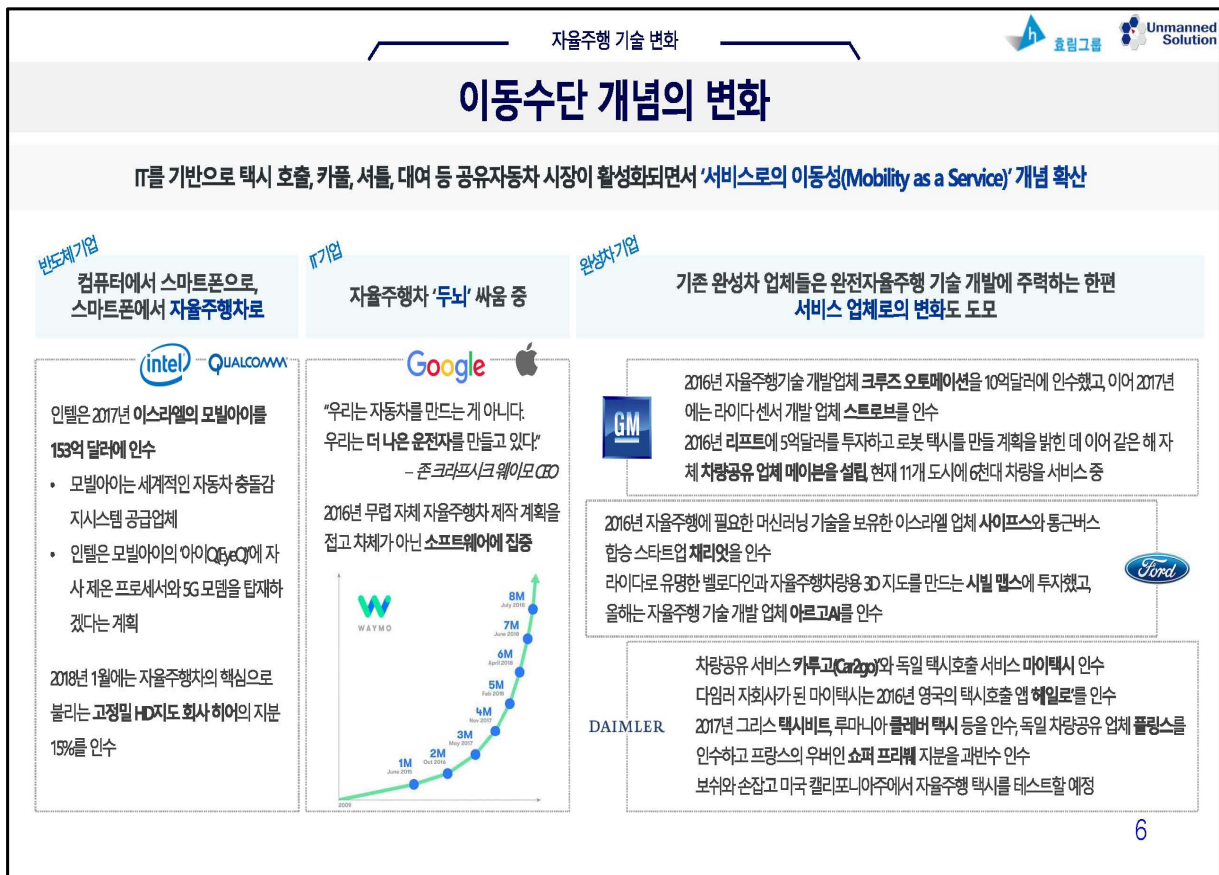 자율주행 기술 변화
효림그룹
Unmanned
Solution
이동수단 개념의 변화
IT를 기반으로 택시 호출, 카풀, 셔틀, 대여 등 공유자동차 시장이 활성화되면서 '서비스로의 이동성(Mobility as a Service)' 개념 확산
반도체기업
컴퓨터에서 스마트폰으로,
스마트폰에서 자율주행차로
intel
QUALCOMM
인텔은 2017년 이스라엘의 모빌아이를
153억 달러에 인수
• 모빌아이는 세계적인 자동차 충돌감
지시스템 공급업체
• 인텔은 모빌아이의 '아이Q(EyeQ)'에 자
사 제온 프로세서와 5G 모뎀을 탑재하
겠다는 계획
2018년 1월에는 자율주행차의 핵심으로
불리는 고정밀 HD지도 회사 히어의 지분
15%를 인수
IT기업
자율주행차 '두뇌' 싸움 중
Google
"우리는 자동차를 만드는 게 아니다.
우리는 더 나은 운전자를 만들고 있다."
– 존 크라프시크 웨이모 CEO
2016년 무렵 자체 자율주행차 제작 계획을
접고 차체가 아닌 소프트웨어에 집중
WAYMO
8M
July 2018
7M
June 2018
6M
April 2018
5M
Feb 2018
4M
Nov 2017
3M
May 2017
2M
Oct 2016
1M
June 2015
2009
완성차기업
기존 완성차 업체들은 완전자율주행 기술 개발에 주력하는 한편
서비스 업체로의 변화도 도모
GM
2016년 자율주행기술 개발업체 크루즈 오토메이션을 10억달러에 인수했고, 이어 2017년
에는 라이다 센서 개발 업체 스트로브를 인수
2016년 리프트에 5억달러를 투자하고 로봇 택시를 만들 계획을 밝힌 데 이어 같은 해 자
체 차량공유 업체 메이븐을 설립, 현재 11개 도시에 6천대 차량을 서비스 중
2016년 자율주행에 필요한 머신러닝 기술을 보유한 이스라엘 업체 사이프스와 통근버스
합승 스타트업 채리엇을 인수
라이다로 유명한 벨로다인과 자율주행차량용 3D 지도를 만드는 시빌 맵스에 투자했고,
올해는 자율주행 기술 개발 업체 아르고AI를 인수
Ford
DAIMLER
차량공유 서비스 카투고(Car2go)'와 독일 택시호출 서비스 마이택시 인수
다임러 자회사가 된 마이택시는 2016년 영국의 택시호출 앱 '헤일로'를 인수
2017년 그리스 택시비트, 루마니아 클레버 택시 등을 인수, 독일 차량공유 업체 플링스를
인수하고 프랑스의 우버인 쇼퍼 프리붸 지분을 과반수 인수
보쉬와 손잡고 미국 캘리포니아주에서 자율주행 택시를 테스트할 예정
6